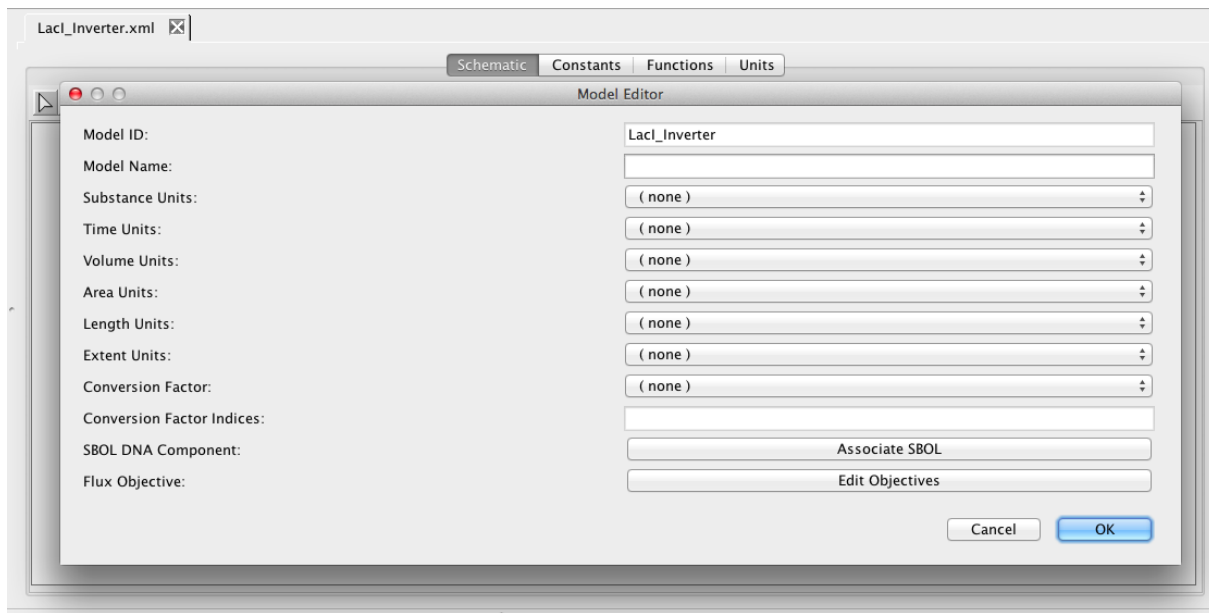 LacI_Inverter.xml
Schematic Constants Functions Units
Model Editor
Model ID: LacI_Inverter
Model Name:
Substance Units: ( none )
Time Units: ( none )
Volume Units: ( none )
Area Units: ( none )
Length Units: ( none )
Extent Units: ( none )
Conversion Factor: ( none )
Conversion Factor Indices:
SBOL DNA Component: Associate SBOL
Flux Objective: Edit Objectives
Cancel OK